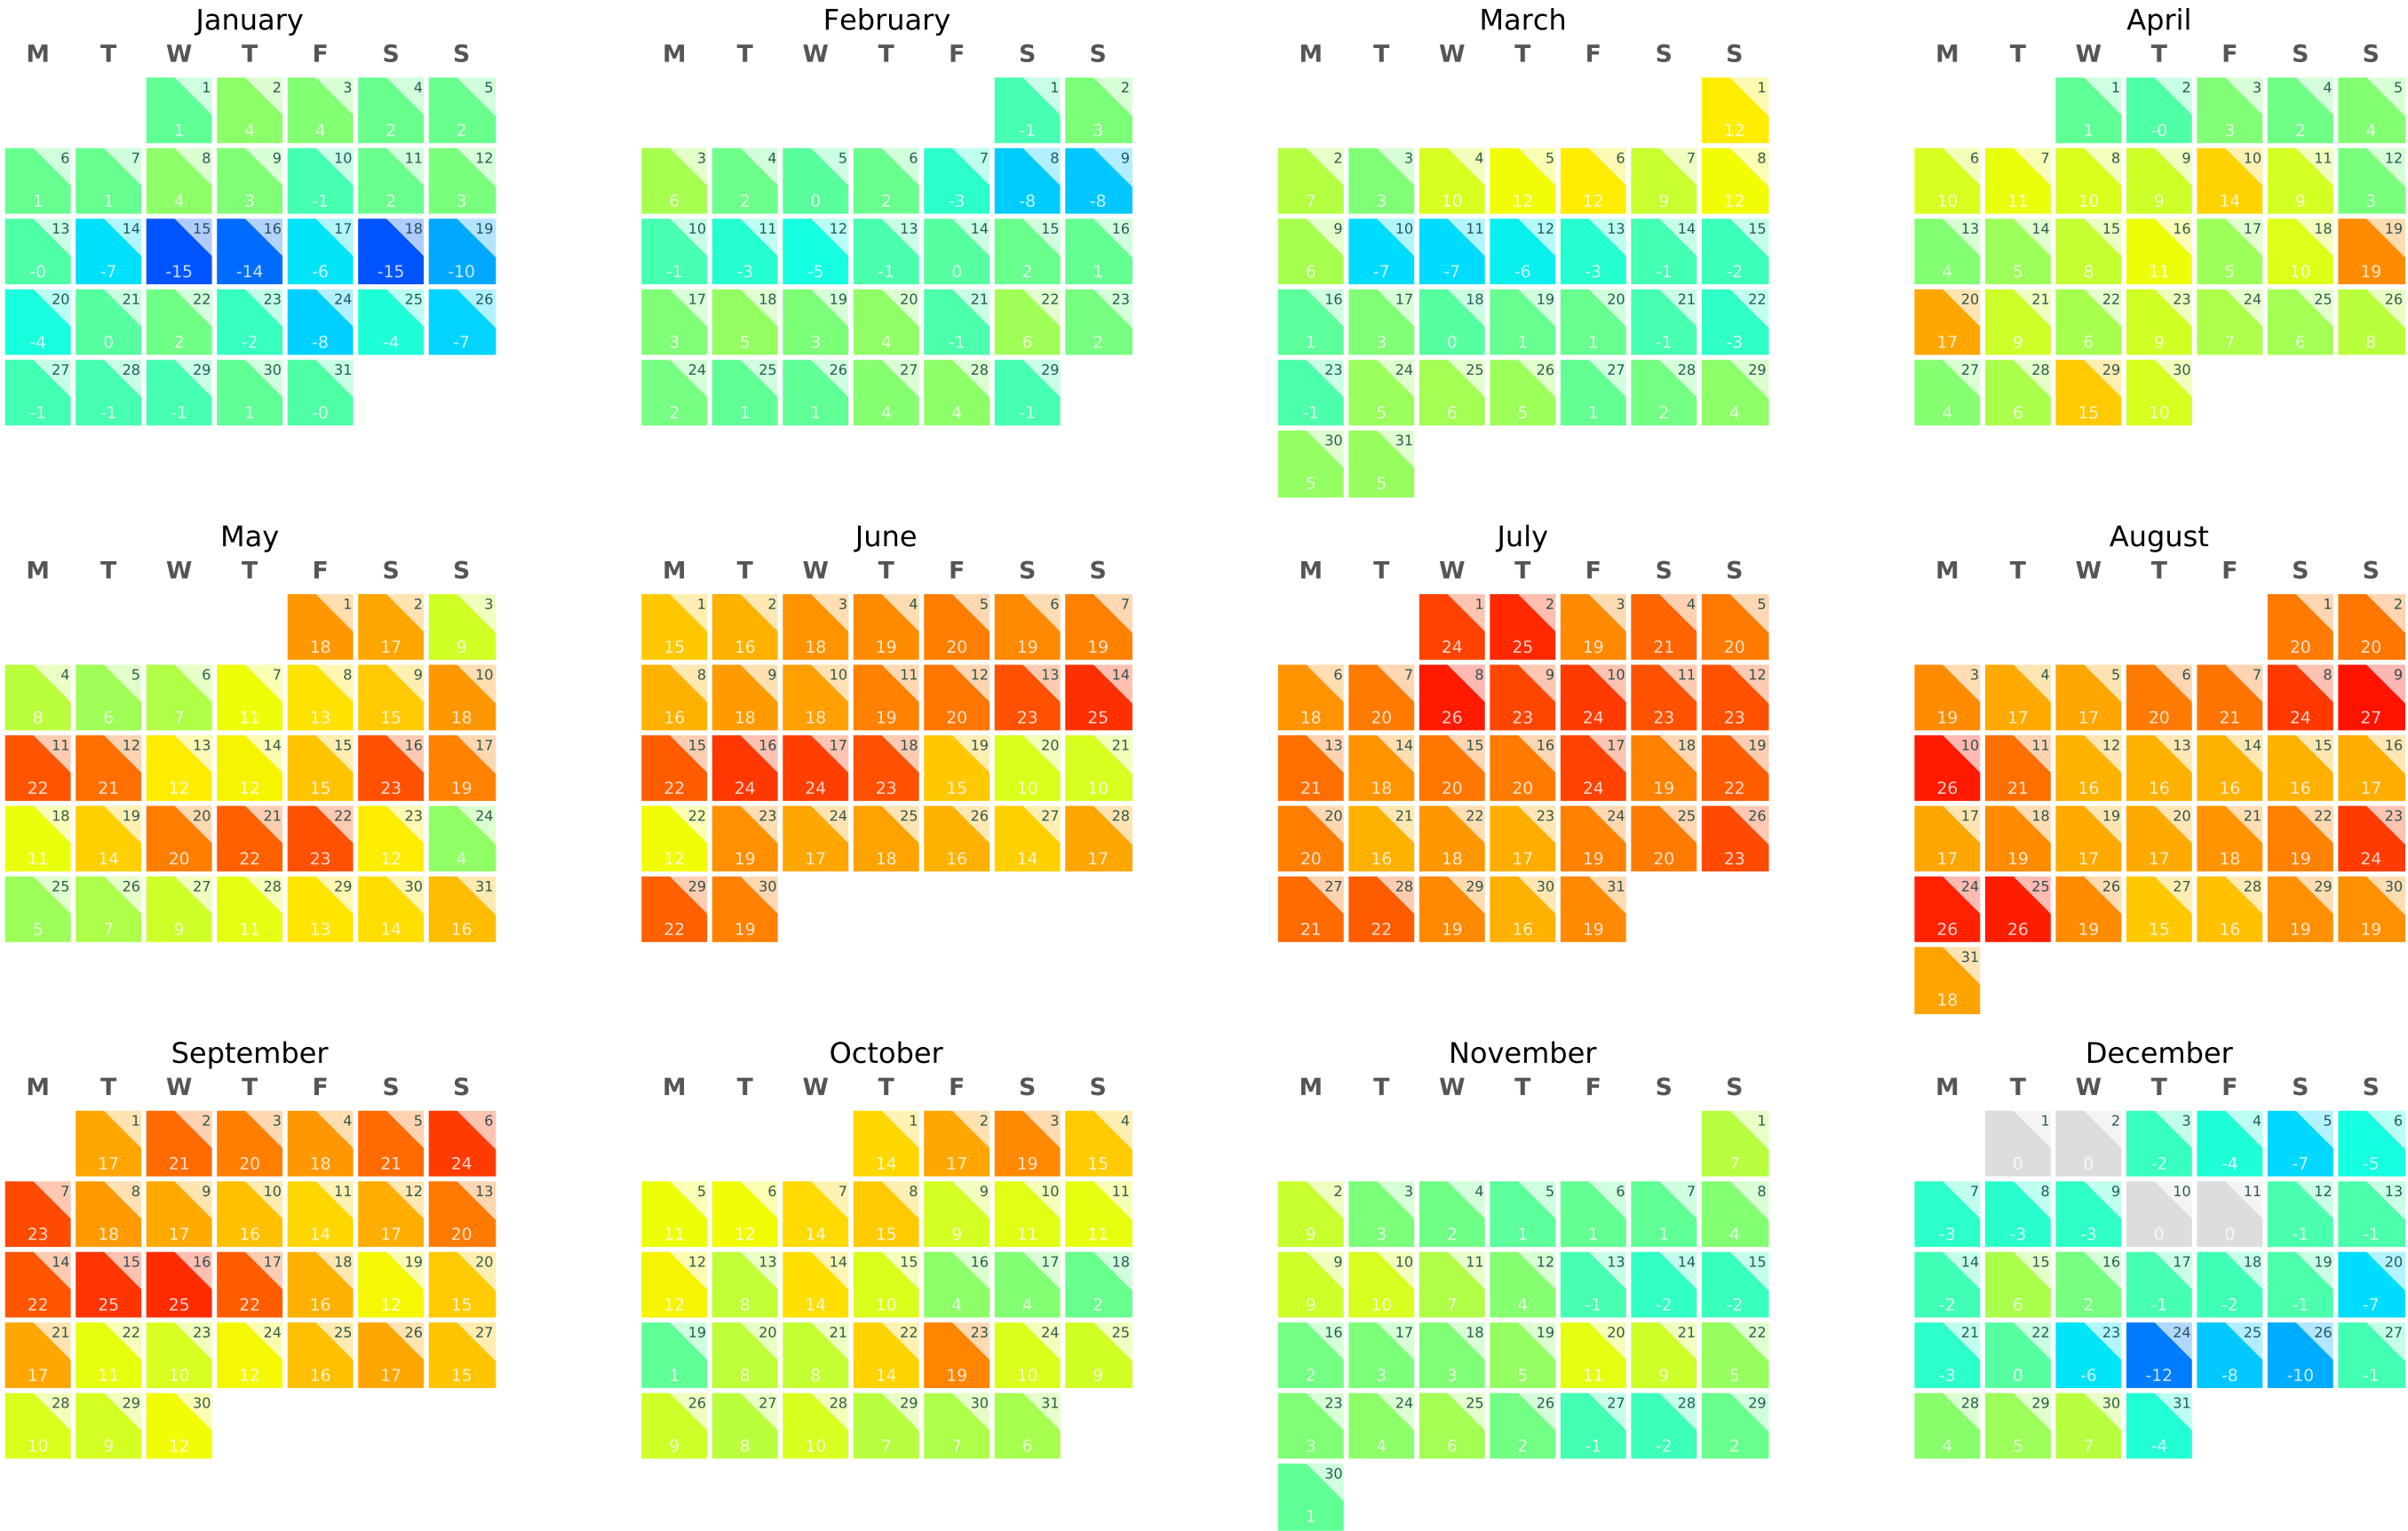 January February March April
M T W T F S S M T W T F S S M T W T F S S M T W T F S S
1 2 3 4 5 1 2 1 1 2 3 4 5
1 4 4 2 2 -1 3 12 1 -0 3 2 4
6 7 8 9 10 11 12 3 4 5 6 7 8 9 2 3 4 5 6 7 8 6 7 8 9 10 11 12
1 1 4 3 -1 2 3 6 2 0 2 -3 -8 -8 7 3 10 12 12 9 12 10 11 10 9 14 9 3
13 14 15 16 17 18 19 10 11 12 13 14 15 16 9 10 11 12 13 14 15 13 14 15 16 17 18 19
-0 -7 -15 -14 -6 -15 -10 -1 -3 -5 -1 0 2 1 6 -7 -7 -6 -3 -1 -2 4 5 8 11 5 10 19
20 21 22 23 24 25 26 17 18 19 20 21 22 23 16 17 18 19 20 21 22 20 21 22 23 24 25 26
-4 0 2 -2 -8 -4 -7 3 5 3 4 -1 6 2 1 3 0 1 1 -1 -3 17 9 6 9 7 6 8
27 28 29 30 31 24 25 26 27 28 29 23 24 25 26 27 28 29 27 28 29 30
-1 -1 -1 1 -0 2 1 1 4 4 -1 -1 5 6 5 1 2 4 4 6 15 10
30 31
5 5
May June July August
M T W T F S S M T W T F S S M T W T F S S M T W T F S S
1 2 3 1 2 3 4 5 6 7 1 2 3 4 5 1 2
18 17 9 15 16 18 19 20 19 19 24 25 19 21 20 20 20
4 5 6 7 8 9 10 8 9 10 11 12 13 14 6 7 8 9 10 11 12 3 4 5 6 7 8 9
8 6 7 11 13 15 18 16 18 18 19 20 23 25 18 20 26 23 24 23 23 19 17 17 20 21 24 27
11 12 13 14 15 16 17 15 16 17 18 19 20 21 13 14 15 16 17 18 19 10 11 12 13 14 15 16
22 21 12 12 15 23 19 22 24 24 23 15 10 10 21 18 20 20 24 19 22 26 21 16 16 16 16 17
18 19 20 21 22 23 24 22 23 24 25 26 27 28 20 21 22 23 24 25 26 17 18 19 20 21 22 23
11 14 20 22 23 12 4 12 19 17 18 16 14 17 20 16 18 17 19 20 23 17 19 17 17 18 19 24
25 26 27 28 29 30 31 29 30 27 28 29 30 31 24 25 26 27 28 29 30
5 7 9 11 13 14 16 22 19 21 22 19 16 19 26 26 19 15 16 19 19
31
18
September October November December
M T W T F S S M T W T F S S M T W T F S S M T W T F S S
1 2 3 4 5 6 1 2 3 4 1 1 2 3 4 5 6
17 21 20 18 21 24 14 17 19 15 7 0 0 -2 -4 -7 -5
7 8 9 10 11 12 13 5 6 7 8 9 10 11 2 3 4 5 6 7 8 7 8 9 10 11 12 13
23 18 17 16 14 17 20 11 12 14 15 9 11 11 9 3 2 1 1 1 4 -3 -3 -3 0 0 -1 -1
14 15 16 17 18 19 20 12 13 14 15 16 17 18 9 10 11 12 13 14 15 14 15 16 17 18 19 20
22 25 25 22 16 12 15 12 8 14 10 4 4 2 9 10 7 4 -1 -2 -2 -2 6 2 -1 -2 -1 -7
21 22 23 24 25 26 27 19 20 21 22 23 24 25 16 17 18 19 20 21 22 21 22 23 24 25 26 27
17 11 10 12 16 17 15 1 8 8 14 19 10 9 2 3 3 5 11 9 5 -3 0 -6 -12 -8 -10 -1
28 29 30 26 27 28 29 30 31 23 24 25 26 27 28 29 28 29 30 31
10 9 12 9 8 10 7 7 6 3 4 6 2 -1 -2 2 4 5 7 -4
30
1